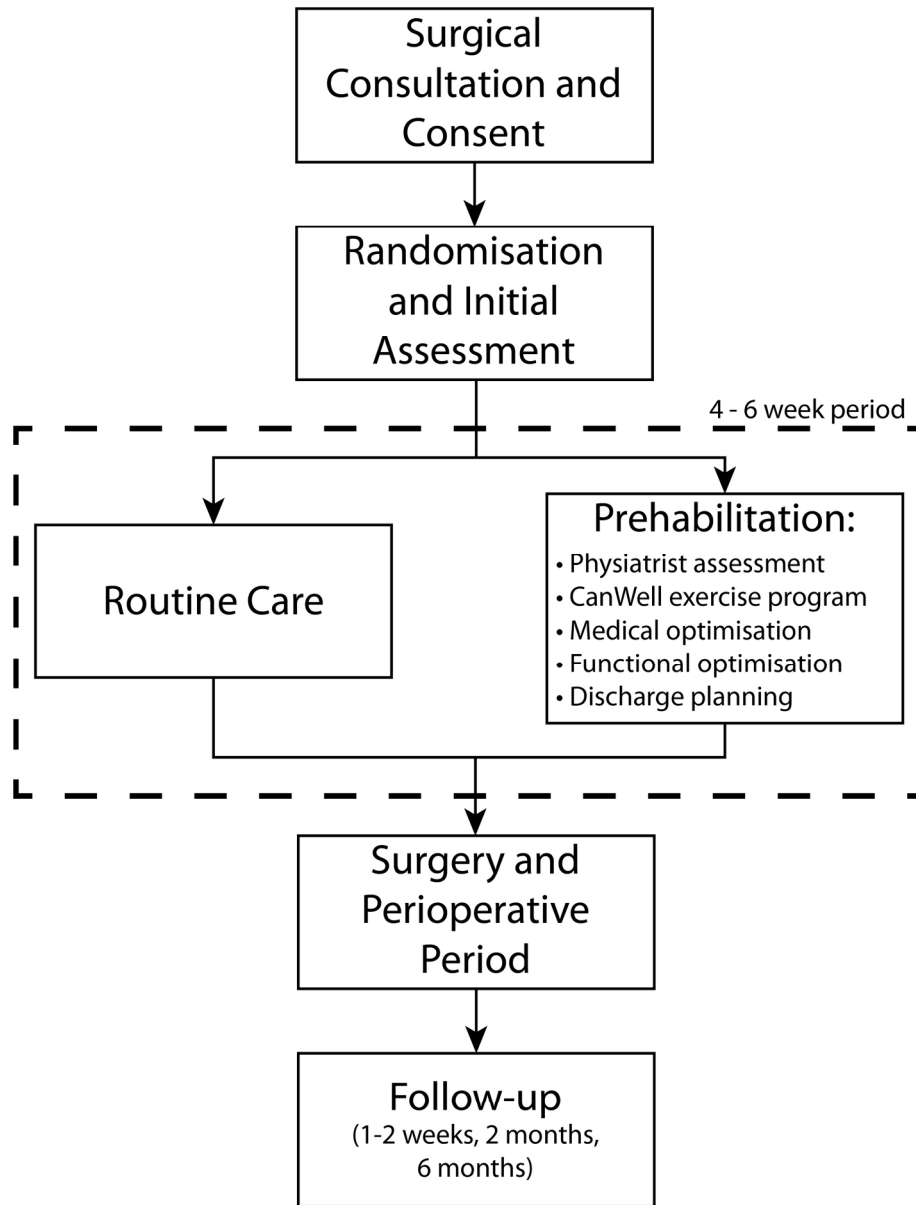 Surgical
Consultation and
Consent
Randomisation
and Initial
Assessment
4 - 6 week period
Routine Care
Prehabilitation:
• Physiatrist assessment
• CanWell exercise program
• Medical optimisation
• Functional optimisation
• Discharge planning
Surgery and
Perioperative
Period
Follow-up
(1-2 weeks, 2 months,
6 months)